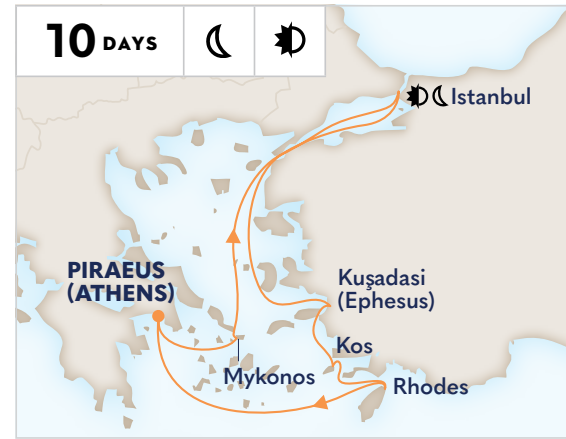 10 DAYS
Istanbul
PIRAEUS
(ATHENS)
Kuşadasi
(Ephesus)
Kos
Mykonos
Rhodes